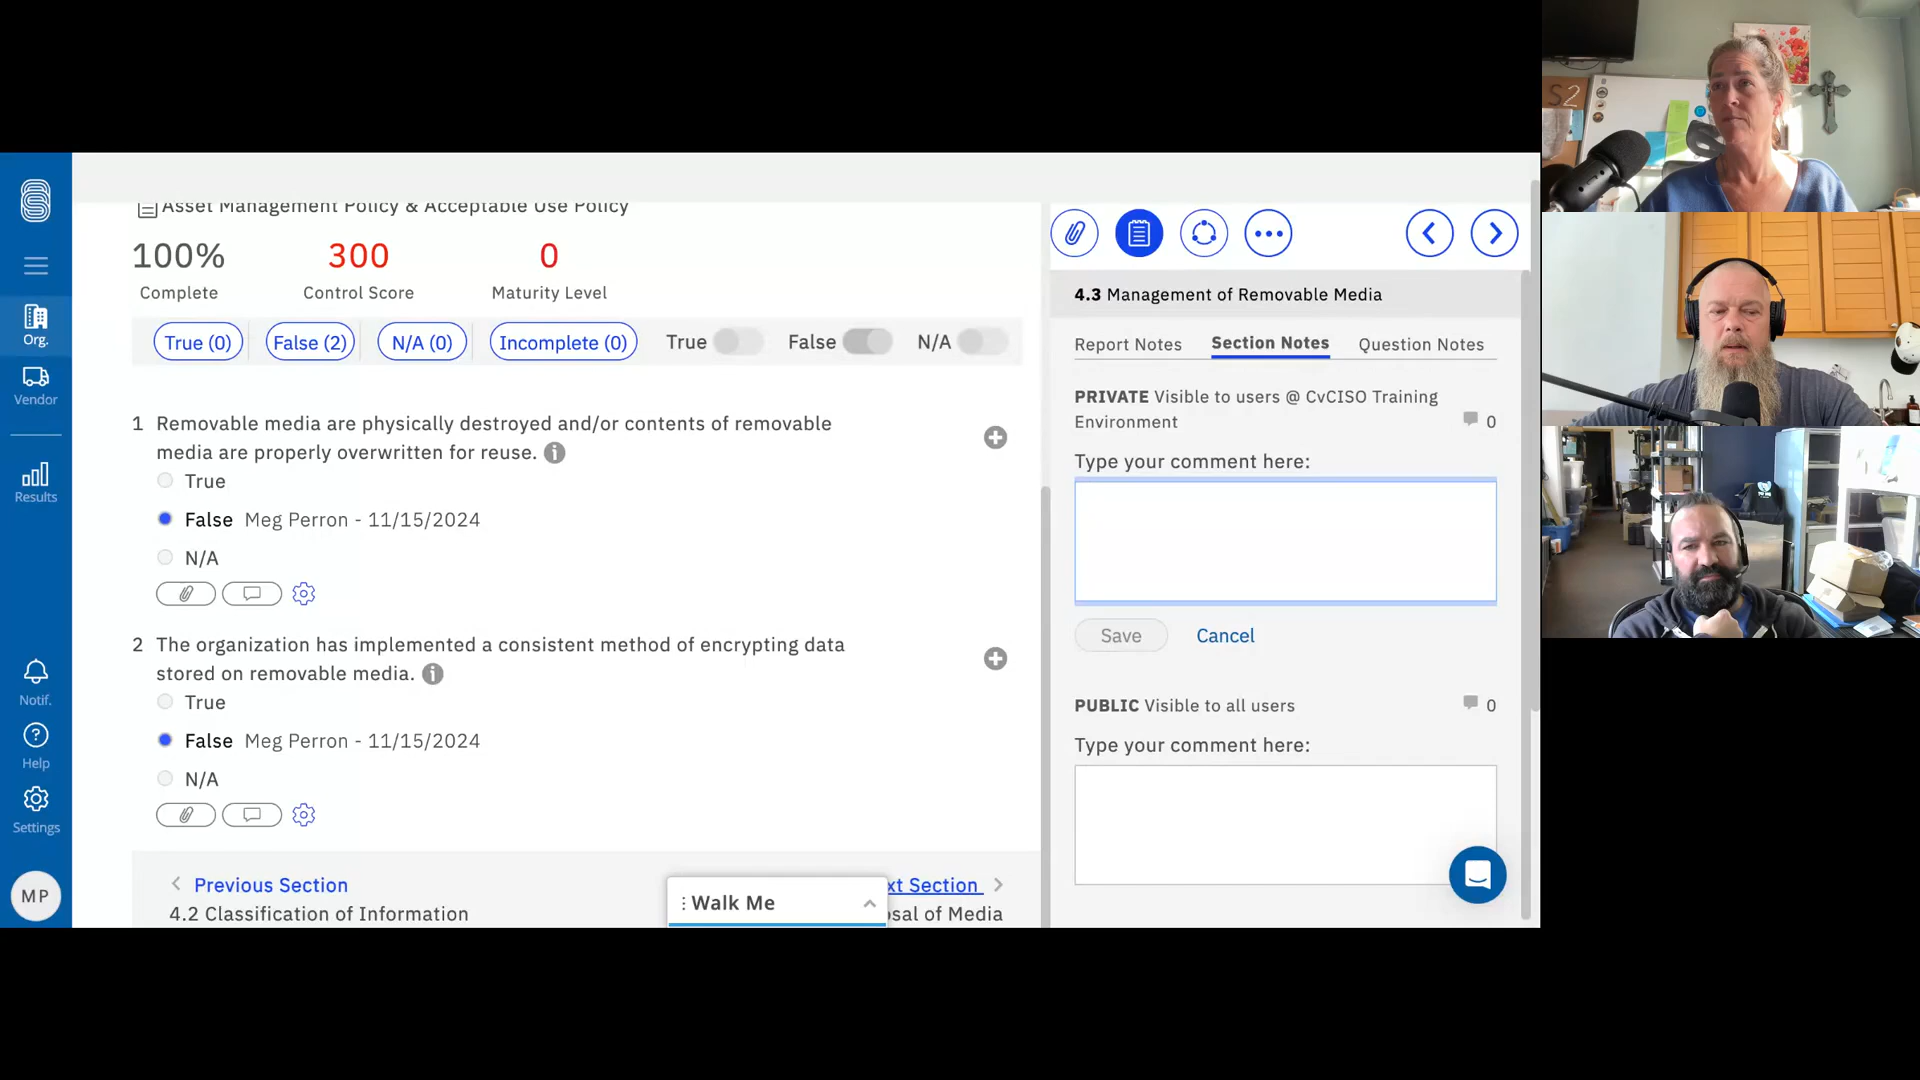 Asset Management Policy & Acceptable Use Policy
100%
300
0
Complete
Control Score
Maturity Level
True (0)
False (2)
N/A (0)
Incomplete (0)
True
False
N/A
1 Removable media are physically destroyed and/or contents of removable
media are properly overwritten for reuse.
True
False Meg Perron - 11/15/2024
N/A
2 The organization has implemented a consistent method of encrypting data
stored on removable media.
True
False Meg Perron - 11/15/2024
N/A
Previous Section
4.2 Classification of Information
xt Section
osal of Media
Walk Me
Org.
Vendor
Results
Notif.
Help
Settings
MP
4.3 Management of Removable Media
Report Notes
Section Notes
Question Notes
PRIVATE Visible to users @ CvCISO Training
Environment
0
Type your comment here:
Save
Cancel
PUBLIC Visible to all users
0
Type your comment here:
S2